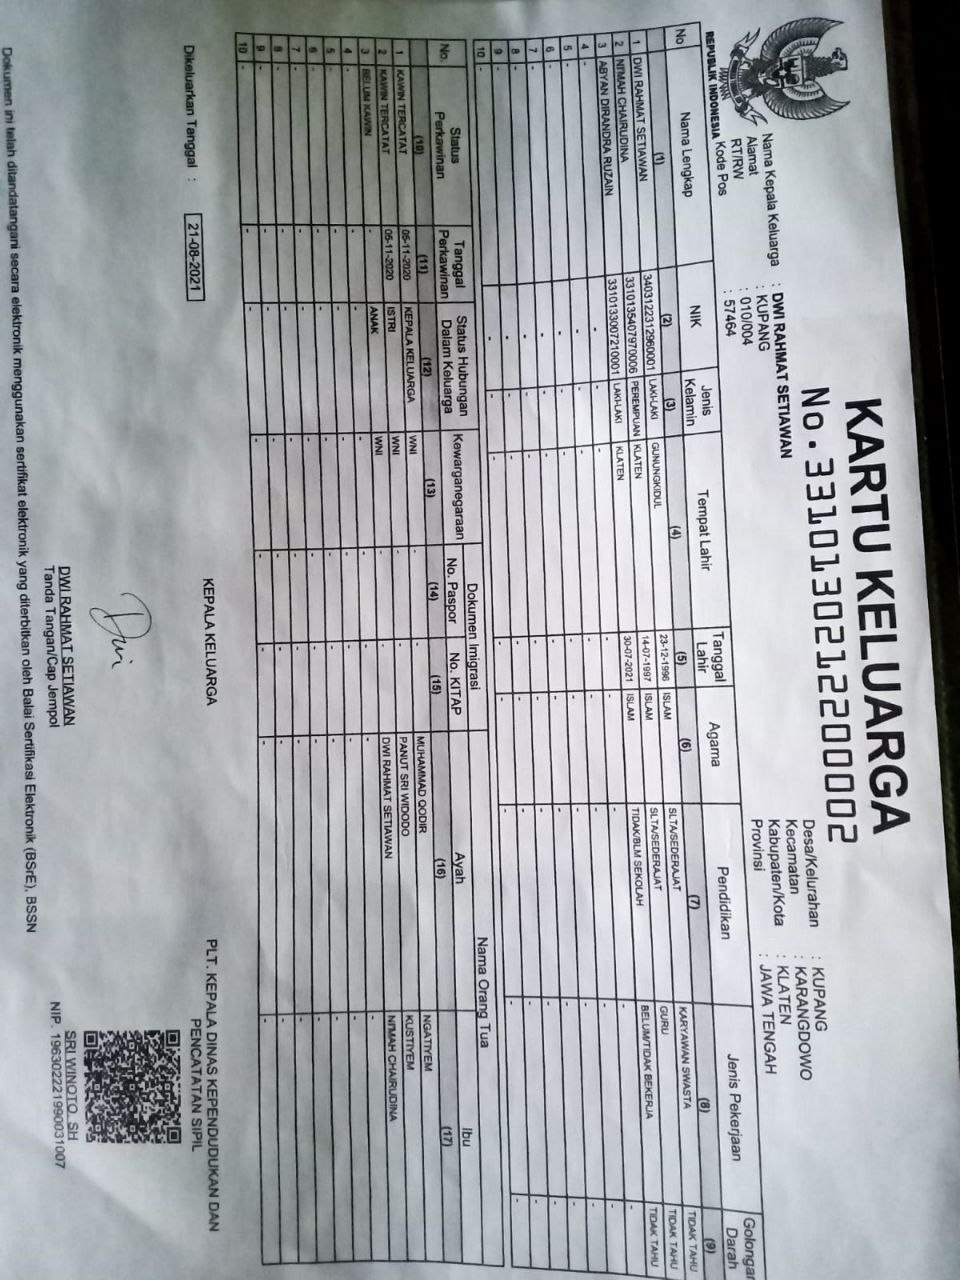 KARTU KELUARGA
No. 3310130212200002
REPUBLIK INDONESIA
Nama Kepala Keluarga : DWI RAHMAT SETIAWAN
Alamat : KUPANG
RT/RW : 010/004
Kode Pos : 57464
Desa/Kelurahan : KUPANG
Kecamatan : KARANGDOWO
Kabupaten/Kota : KLATEN
Provinsi : JAWA TENGAH
No Nama Lengkap NIK Jenis Kelamin Tempat Lahir Tanggal Lahir Agama Pendidikan Jenis Pekerjaan Golongan Darah
(1) (2) (3) (4) (5) (6) (7) (8) (9)
1 DWI RAHMAT SETIAWAN 3403122312960001 LAKI-LAKI GUNUNGKIDUL 23-12-1996 ISLAM SLTA/SEDERAJAT KARYAWAN SWASTA TIDAK TAHU
2 NI'MAH CHAIRUDINA 3310135407970006 PEREMPUAN KLATEN 14-07-1997 ISLAM SLTA/SEDERAJAT GURU TIDAK TAHU
3 ABYAN DIRANDRA RUZAIN 3310133007210001 LAKI-LAKI KLATEN 30-07-2021 ISLAM TIDAK/BLM SEKOLAH BELUM/TIDAK BEKERJA TIDAK TAHU
4 - - - - - - - - -
5 - - - - - - - - -
6 - - - - - - - - -
7 - - - - - - - - -
8 - - - - - - - - -
9 - - - - - - - - -
10 - - - - - - - - -
No. Status Perkawinan Tanggal Perkawinan Status Hubungan Dalam Keluarga Kewarganegaraan Dokumen Imigrasi Nama Orang Tua
No. Paspor No. KITAP Ayah Ibu
(10) (11) (12) (13) (14) (15) (16) (17)
1 KAWIN TERCATAT 05-11-2020 KEPALA KELUARGA WNI - - MUHAMMAD QODIR NGATIYEM
2 KAWIN TERCATAT 05-11-2020 ISTRI WNI - - PANUT SRI WIDODO KUSTIYEM
3 BELUM KAWIN - ANAK WNI - - DWI RAHMAT SETIAWAN NI'MAH CHAIRUDINA
4 - - - - - - - -
5 - - - - - - - -
6 - - - - - - - -
7 - - - - - - - -
8 - - - - - - - -
9 - - - - - - - -
10 - - - - - - - -
Dikeluarkan Tanggal : 21-08-2021
KEPALA KELUARGA
Dwi
DWI RAHMAT SETIAWAN
Tanda Tangan/Cap Jempol
PLT. KEPALA DINAS KEPENDUDUKAN DAN
PENCATATAN SIPIL
SRI WINOTO, SH
NIP. 196302221990031007
Dokumen ini telah ditandatangani secara elektronik menggunakan sertifikat elektronik yang diterbitkan oleh Balai Sertifikasi Elektronik (BSrE), BSSN